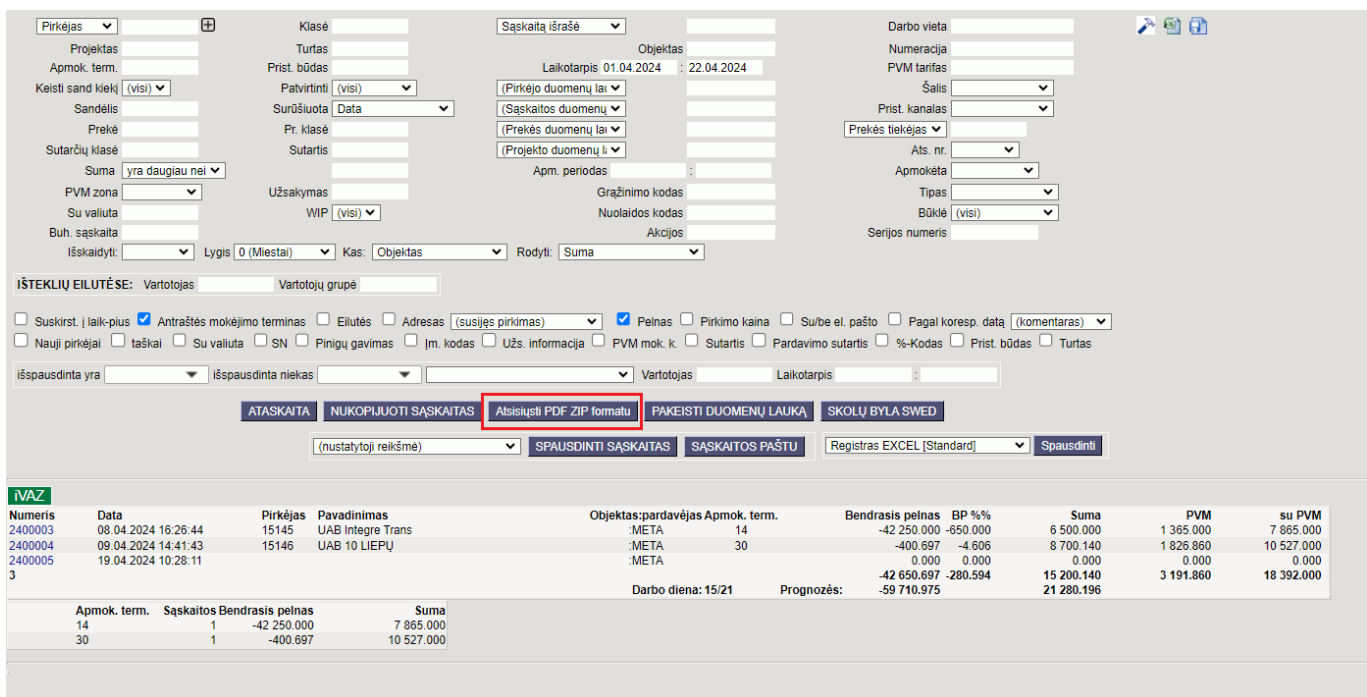 Pirkėjas Klasė Sąskaitą išrašė Darbo vieta
Projektas Turtas Objektas Numeracija
Apmok. term. Prist. būdas Laikotarpis 01.04.2024 : 22.04.2024 PVM tarifas
Keisti sand kiekį (visi) Patvirtinti (visi) (Pirkėjo duomenų lau Šalis
Sandėlis Surūšiuota Data (Sąskaitos duomenų Prist. kanalas
Prekė Pr. klasė (Prekės duomenų lau Prekės tiekėjas
Sutarčių klasė Sutartis (Projekto duomenų la Ats. nr.
Suma yra daugiau nei Apm. periodas : Apmokėta
PVM zona Užsakymas Grąžinimo kodas Tipas
Su valiuta WIP (visi) Nuolaidos kodas Būklė (visi)
Buh. sąskaita Akcijos Serijos numeris
Išskaidyti: Lygis 0 (Miestai) Kas: Objektas Rodyti: Suma
IŠTEKLIŲ EILUTĖSE: Vartotojas Vartotojų grupė
Suskirst. į laik-pius Antraštės mokėjimo terminas Eilutės Adresas (susijęs pirkimas) Pelnas Pirkimo kaina Su/be el. pašto Pagal koresp. datą (komentaras)
Nauji pirkėjai taškai Su valiuta SN Pinigų gavimas Įm. kodas Užs. informacija PVM mok. k. Sutartis Pardavimo sutartis %-Kodas Prist. būdas Turtas
išspausdinta yra išspausdinta niekas Vartotojas Laikotarpis :
ATASKAITA NUKOPIJUOTI SĄSKAITAS Atsisiųsti PDF ZIP formatu PAKEISTI DUOMENŲ LAUKĄ SKOLŲ BYLA SWED
(nustatytoji reikšmė) SPAUSDINTI SĄSKAITAS SĄSKAITOS PAŠTU Registras EXCEL [Standard] Spausdinti
iVAZ
Numeris Data Pirkėjas Pavadinimas Objektas:pardavėjas Apmok. term. Bendrasis pelnas BP %% Suma PVM su PVM
2400003 08.04.2024 16:26:44 15145 UAB Integre Trans :META 14 -42 250.000 -650.000 6 500.000 1 365.000 7 865.000
2400004 09.04.2024 14:41:43 15146 UAB 10 LIEPŲ :META 30 -400.697 -4.606 8 700.140 1 826.860 10 527.000
2400005 19.04.2024 10:28:11 :META 0.000 0.000 0.000 0.000 0.000
3 -42 650.697 -280.594 15 200.140 3 191.860 18 392.000
Darbo diena: 15/21 Prognozės: -59 710.975 21 280.196
Apmok. term. Sąskaitos Bendrasis pelnas Suma
14 1 -42 250.000 7 865.000
30 1 -400.697 10 527.000